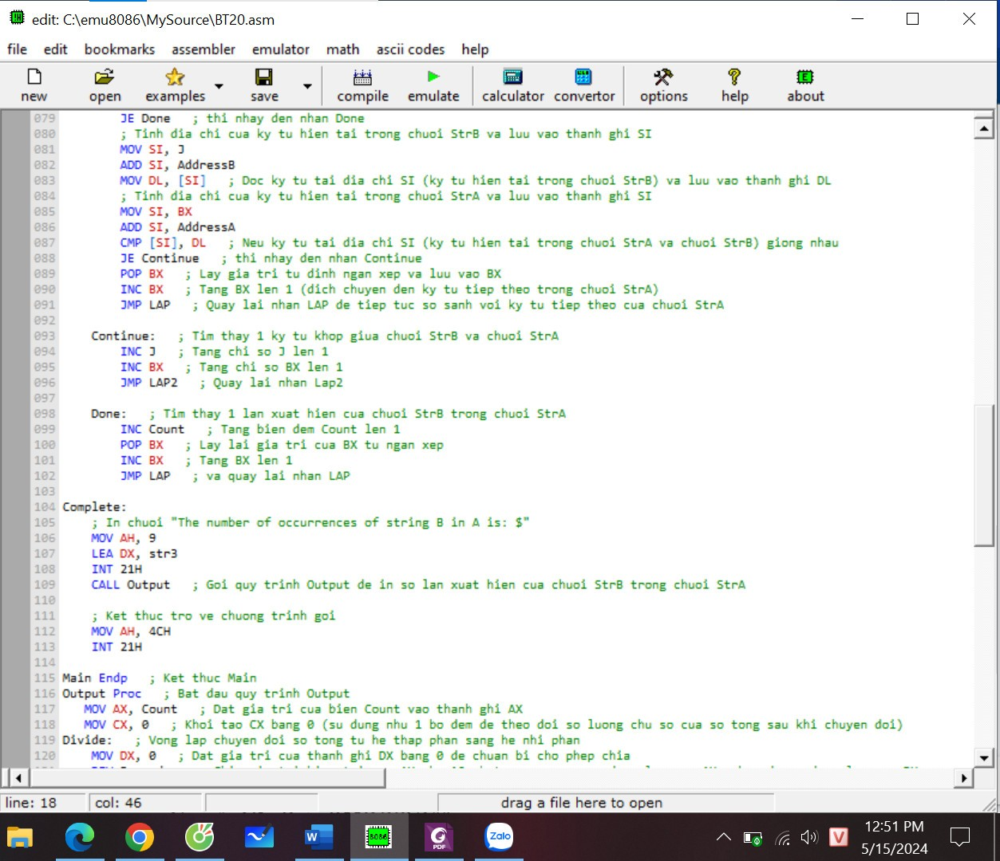 edit: C:\emu8086\MySource\BT20.asm
file edit bookmarks assembler emulator math ascii codes help
new open examples save compile emulate calculator convertor options help about
079 JE Done ; thi nhay den nhan Done
080 ; Tinh dia chi cua ky tu hien tai trong chuoi StrB va luu vao thanh ghi SI
081 MOV SI, J
082 ADD SI, AddressB
083 MOV DL, [SI] ; Doc ky tu tai dia chi SI (ky tu hien tai trong chuoi StrB) va luu vao thanh ghi DL
084 ; Tinh dia chi cua ky tu hien tai trong chuoi StrA va luu vao thanh ghi SI
085 MOV SI, BX
086 ADD SI, AddressA
087 CMP [SI], DL ; Neu ky tu tai dia chi SI (ky tu hien tai trong chuoi StrA va chuoi StrB) giong nhau
088 JE Continue ; thi nhay den nhan Continue
089 POP BX ; Lay gia tri tu dinh ngan xep va luu vao BX
090 INC BX ; Tang BX len 1 (dich chuyen den ky tu tiep theo trong chuoi StrA)
091 JMP LAP ; Quay lai nhan LAP de tiep tuc so sanh voi ky tu tiep theo cua chuoi StrA
092
093 Continue: ; Tim thay 1 ky tu khop giua chuoi StrB va chuoi StrA
094 INC J ; Tang chi so J len 1
095 INC BX ; Tang chi so BX len 1
096 JMP LAP2 ; Quay lai nhan Lap2
097
098 Done: ; Tim thay 1 lan xuat hien cua chuoi StrB trong chuoi StrA
099 INC Count ; Tang bien dem Count len 1
100 POP BX ; Lay lai gia tri cua BX tu ngan xep
101 INC BX ; Tang BX len 1
102 JMP LAP ; va quay lai nhan LAP
103
104 Complete:
105 ; In chuoi "The number of occurrences of string B in A is: $"
106 MOV AH, 9
107 LEA DX, str3
108 INT 21H
109 CALL Output ; Goi quy trinh Output de in so lan xuat hien cua chuoi StrB trong chuoi StrA
110
111 ; Ket thuc tro ve chuong trinh goi
112 MOV AH, 4CH
113 INT 21H
114
115 Main Endp ; Ket thuc Main
116 Output Proc ; Bat dau quy trinh Output
117 MOV AX, Count ; Dat gia tri cua bien Count vao thanh ghi AX
118 MOV CX, 0 ; Khoi tao CX bang 0 (su dung nhu 1 bo dem de theo doi so luong chu so cua so tong sau khi chuyen doi)
119 Divide: ; Vong lap chuyen doi so tong tu he thap phan sang he nhi phan
120 MOV DX, 0 ; Dat gia tri cua thanh ghi DX bang 0 de chuan bi cho phep chia
line: 18 col: 46 drag a file here to open
W 8086 PDF Zalo V
12:51 PM
5/15/2024